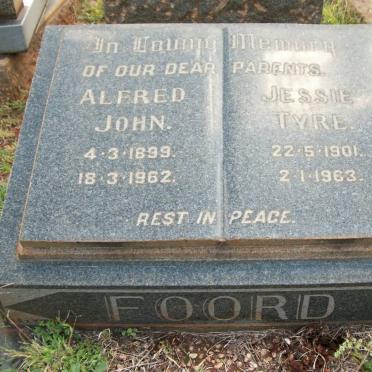 In Loving Memory
OF OUR DEAR PARENTS.
ALFRED JOHN.
4·3·1899.
18·3·1962.
JESSIE TYRE.
22·5·1901.
2·1·1963.
REST IN PEACE.
FOORD